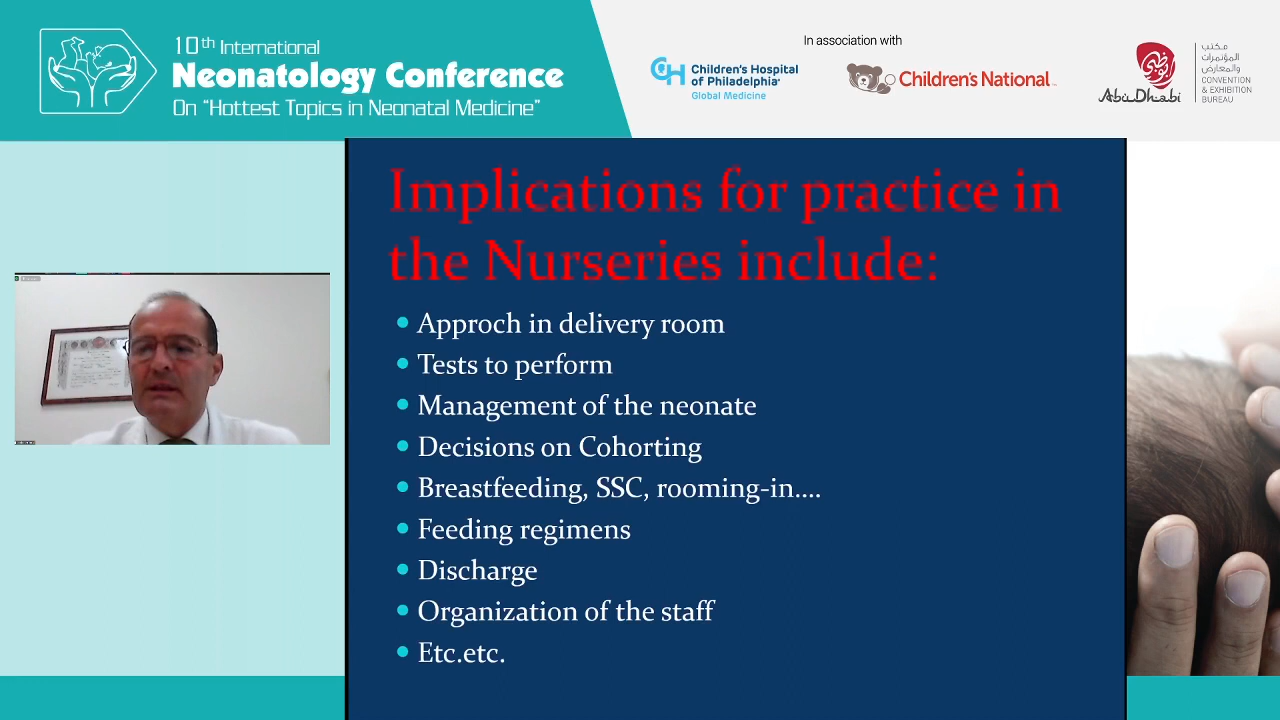 10th International
Neonatology Conference
On "Hottest Topics in Neonatal Medicine"
In association with
Children's Hospital
of Philadelphia
Global Medicine
Children's National
أبوظبي
Abu Dhabi
مكتب
المؤتمرات
والمعارض
CONVENTION
& EXHIBITION
BUREAU
Implications for practice in
the Nurseries include:
• Approch in delivery room
• Tests to perform
• Management of the neonate
• Decisions on Cohorting
• Breastfeeding, SSC, rooming-in....
• Feeding regimens
• Discharge
• Organization of the staff
• Etc.etc.